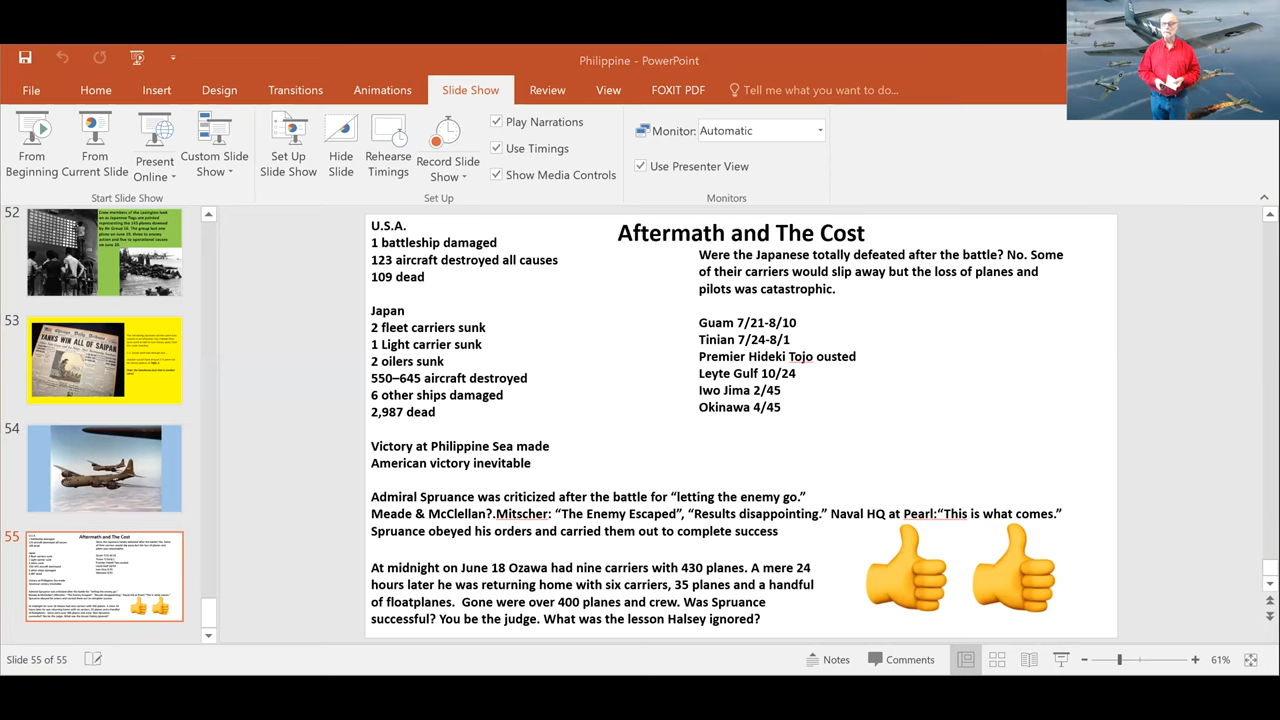 Philippine - PowerPoint
File
Home
Insert
Design
Transitions
Animations
Slide Show
Review
View
FOXIT PDF
Tell me what you want to do...
From Beginning
From Current Slide
Present Online
Custom Slide Show
Start Slide Show
Set Up Slide Show
Hide Slide
Rehearse Timings
Record Slide Show
Play Narrations
Use Timings
Show Media Controls
Set Up
Monitor: Automatic
Use Presenter View
Monitors
52
Crew members of the Lexington look
53
YANKS WIN ALL OF SAIPAN
54
55
Aftermath and The Cost
U.S.A.
1 battleship damaged
123 aircraft destroyed all causes
109 dead
Japan
2 fleet carriers sunk
1 Light carrier sunk
2 oilers sunk
550–645 aircraft destroyed
6 other ships damaged
2,987 dead
Victory at Philippine Sea made
American victory inevitable
Were the Japanese totally defeated after the battle? No. Some
of their carriers would slip away but the loss of planes and
pilots was catastrophic.
Guam 7/21-8/10
Tinian 7/24-8/1
Premier Hideki Tojo ousted
Leyte Gulf 10/24
Iwo Jima 2/45
Okinawa 4/45
Admiral Spruance was criticized after the battle for “letting the enemy go.”
Meade & McClellan?.Mitscher: “The Enemy Escaped”, “Results disappointing.” Naval HQ at Pearl:“This is what comes.”
Spruance obeyed his orders and carried them out to complete success
At midnight on June 18 Ozawa had nine carriers with 430 planes. A mere 24
hours later he was running home with six carriers, 35 planes and a handful
of floatplanes. Gone were over 400 planes and crew. Was Spruance
successful? You be the judge. What was the lesson Halsey ignored?
Slide 55 of 55
Notes
Comments
61%